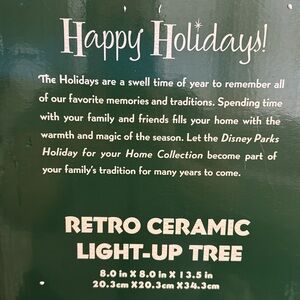 Happy Holidays!
The Holidays are a swell time of year to remember all
of our favorite memories and traditions. Spending time
with your family and friends fills your home with the
warmth and magic of the season. Let the Disney Parks
Holiday for your Home Collection become part of
your family's tradition for many years to come.
RETRO CERAMIC
LIGHT-UP TREE
8.0 in X 8.0 in X 13.5 in
20.3cm X 20.3cm X 34.3cm